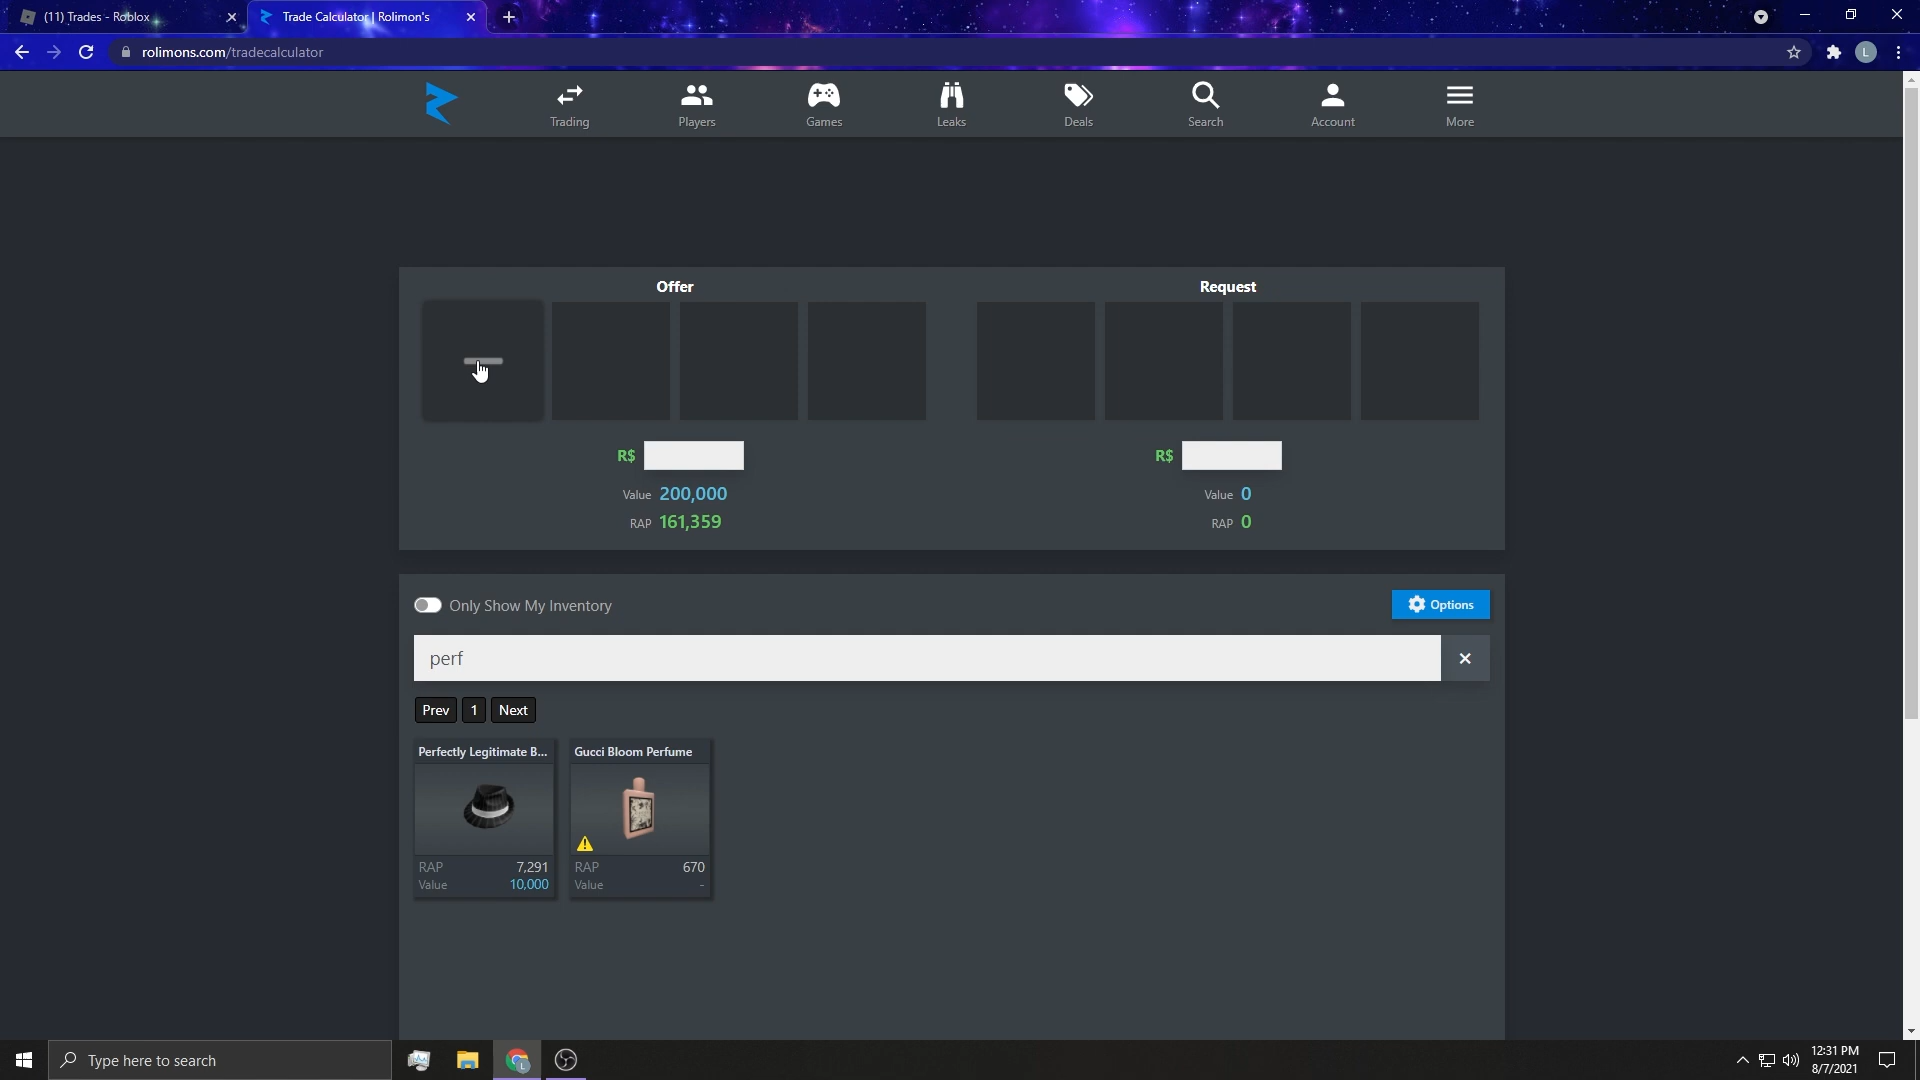 (11) Trades - Roblox
Trade Calculator | Rolimon's
rolimons.com/tradecalculator
L
Trading
Players
Games
Leaks
Deals
Search
Account
More
Offer
Request
R$
R$
Value 200,000
Value 0
RAP 161,359
RAP 0
Only Show My Inventory
Options
perf
Prev 1 Next
Perfectly Legitimate B...
Gucci Bloom Perfume
RAP 7,291
RAP 670
Value 10,000
Value -
Type here to search
L
12:31 PM
8/7/2021